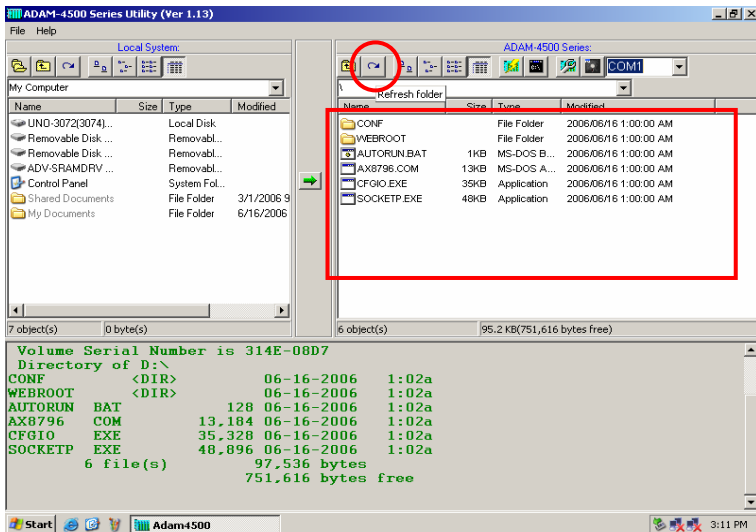 ADAM-4500 Series Utility (Ver 1.13)
File Help
Local System:
My Computer
Name Size Type Modified
UNO-3072(3074)... Local Disk
Removable Disk ... Removabl...
Removable Disk ... Removabl...
ADV-SRAMDRV ... Removabl...
Control Panel System Fol...
Shared Documents File Folder 3/1/2006 9
My Documents File Folder 6/16/2006
7 object(s) 0 byte(s)
ADAM-4500 Series:
COM1
\
Refresh folder
Name Size Type Modified
CONF File Folder 2006/06/16 1:00:00 AM
WEBROOT File Folder 2006/06/16 1:00:00 AM
AUTORUN.BAT 1KB MS-DOS B... 2006/06/16 1:00:00 AM
AX8796.COM 13KB MS-DOS A... 2006/06/16 1:00:00 AM
CFGIO.EXE 35KB Application 2006/06/16 1:00:00 AM
SOCKETP.EXE 48KB Application 2006/06/16 1:00:00 AM
6 object(s) 95.2 KB(751,616 bytes free)
Volume Serial Number is 314E-08D7
Directory of D:\
CONF <DIR> 06-16-2006 1:02a
WEBROOT <DIR> 06-16-2006 1:02a
AUTORUN BAT 128 06-16-2006 1:02a
AX8796 COM 13,184 06-16-2006 1:02a
CFGIO EXE 35,328 06-16-2006 1:02a
SOCKETP EXE 48,896 06-16-2006 1:02a
6 file(s) 97,536 bytes
751,616 bytes free
Start Adam4500 3:11 PM